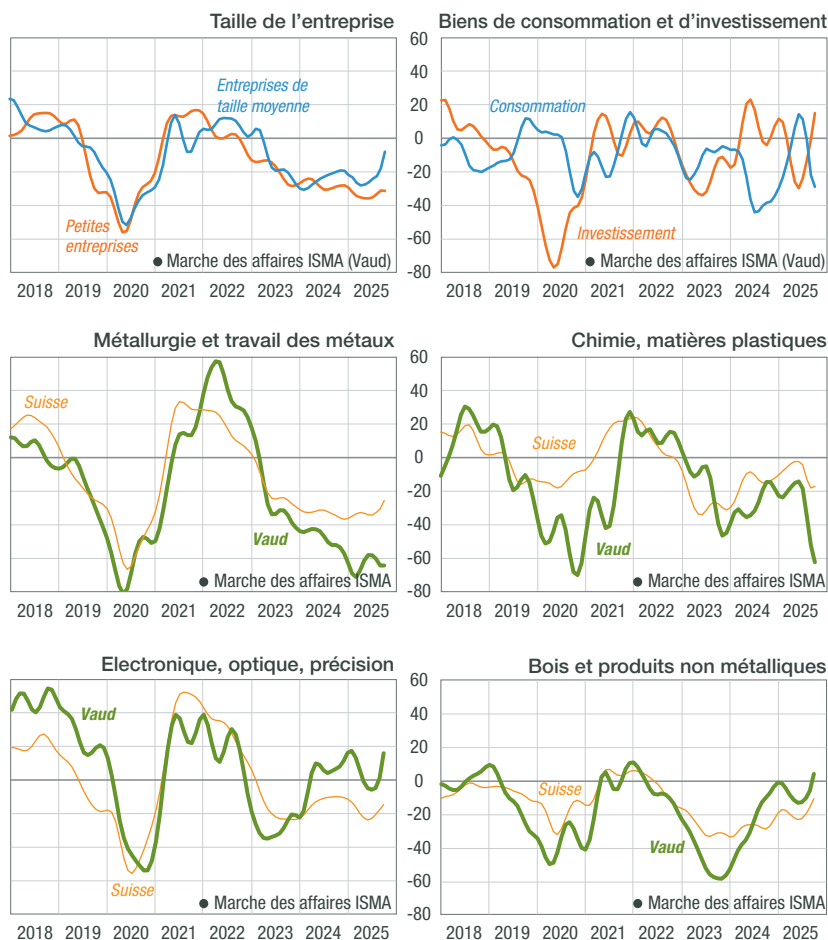 Taille de l'entreprise
Entreprises de
taille moyenne
Petites
entreprises
● Marche des affaires ISMA (Vaud)
2018 2019 2020 2021 2022 2023 2024 2025
Biens de consommation et d'investissement
60
40
20
0
-20
-40
-60
-80
Consommation
Investissement
● Marche des affaires ISMA (Vaud)
2018 2019 2020 2021 2022 2023 2024 2025
Métallurgie et travail des métaux
Suisse
Vaud
● Marche des affaires ISMA
2018 2019 2020 2021 2022 2023 2024 2025
Chimie, matières plastiques
60
40
20
0
-20
-40
-60
-80
Suisse
Vaud
● Marche des affaires ISMA
2018 2019 2020 2021 2022 2023 2024 2025
Electronique, optique, précision
Vaud
Suisse
● Marche des affaires ISMA
2018 2019 2020 2021 2022 2023 2024 2025
Bois et produits non métalliques
60
40
20
0
-20
-40
-60
-80
Suisse
Vaud
● Marche des affaires ISMA
2018 2019 2020 2021 2022 2023 2024 2025